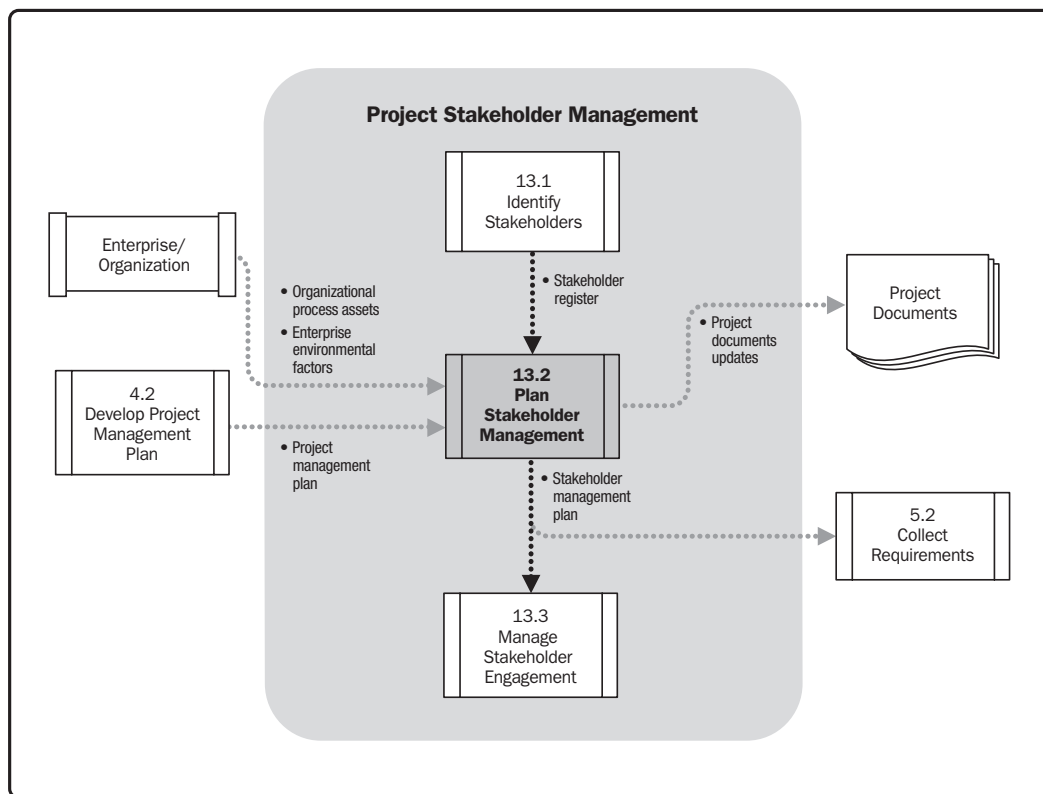 Project Stakeholder Management
13.1
Identify
Stakeholders
Enterprise/
Organization
• Organizational
process assets
• Enterprise
environmental
factors
• Stakeholder
register
• Project
documents
updates
Project
Documents
4.2
Develop Project
Management
Plan
• Project
management
plan
13.2
Plan
Stakeholder
Management
• Stakeholder
management
plan
5.2
Collect
Requirements
13.3
Manage
Stakeholder
Engagement